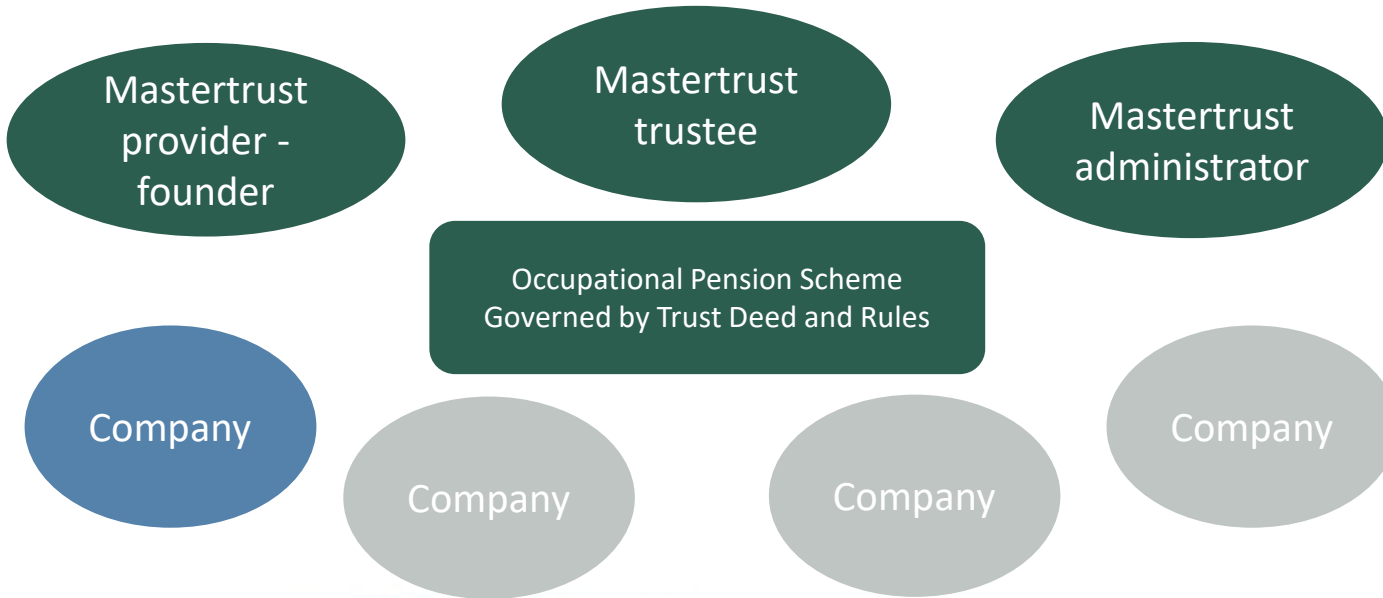 Mastertrust
provider -
founder
Mastertrust
trustee
Mastertrust
administrator
Occupational Pension Scheme
Governed by Trust Deed and Rules
Company
Company
Company
Company